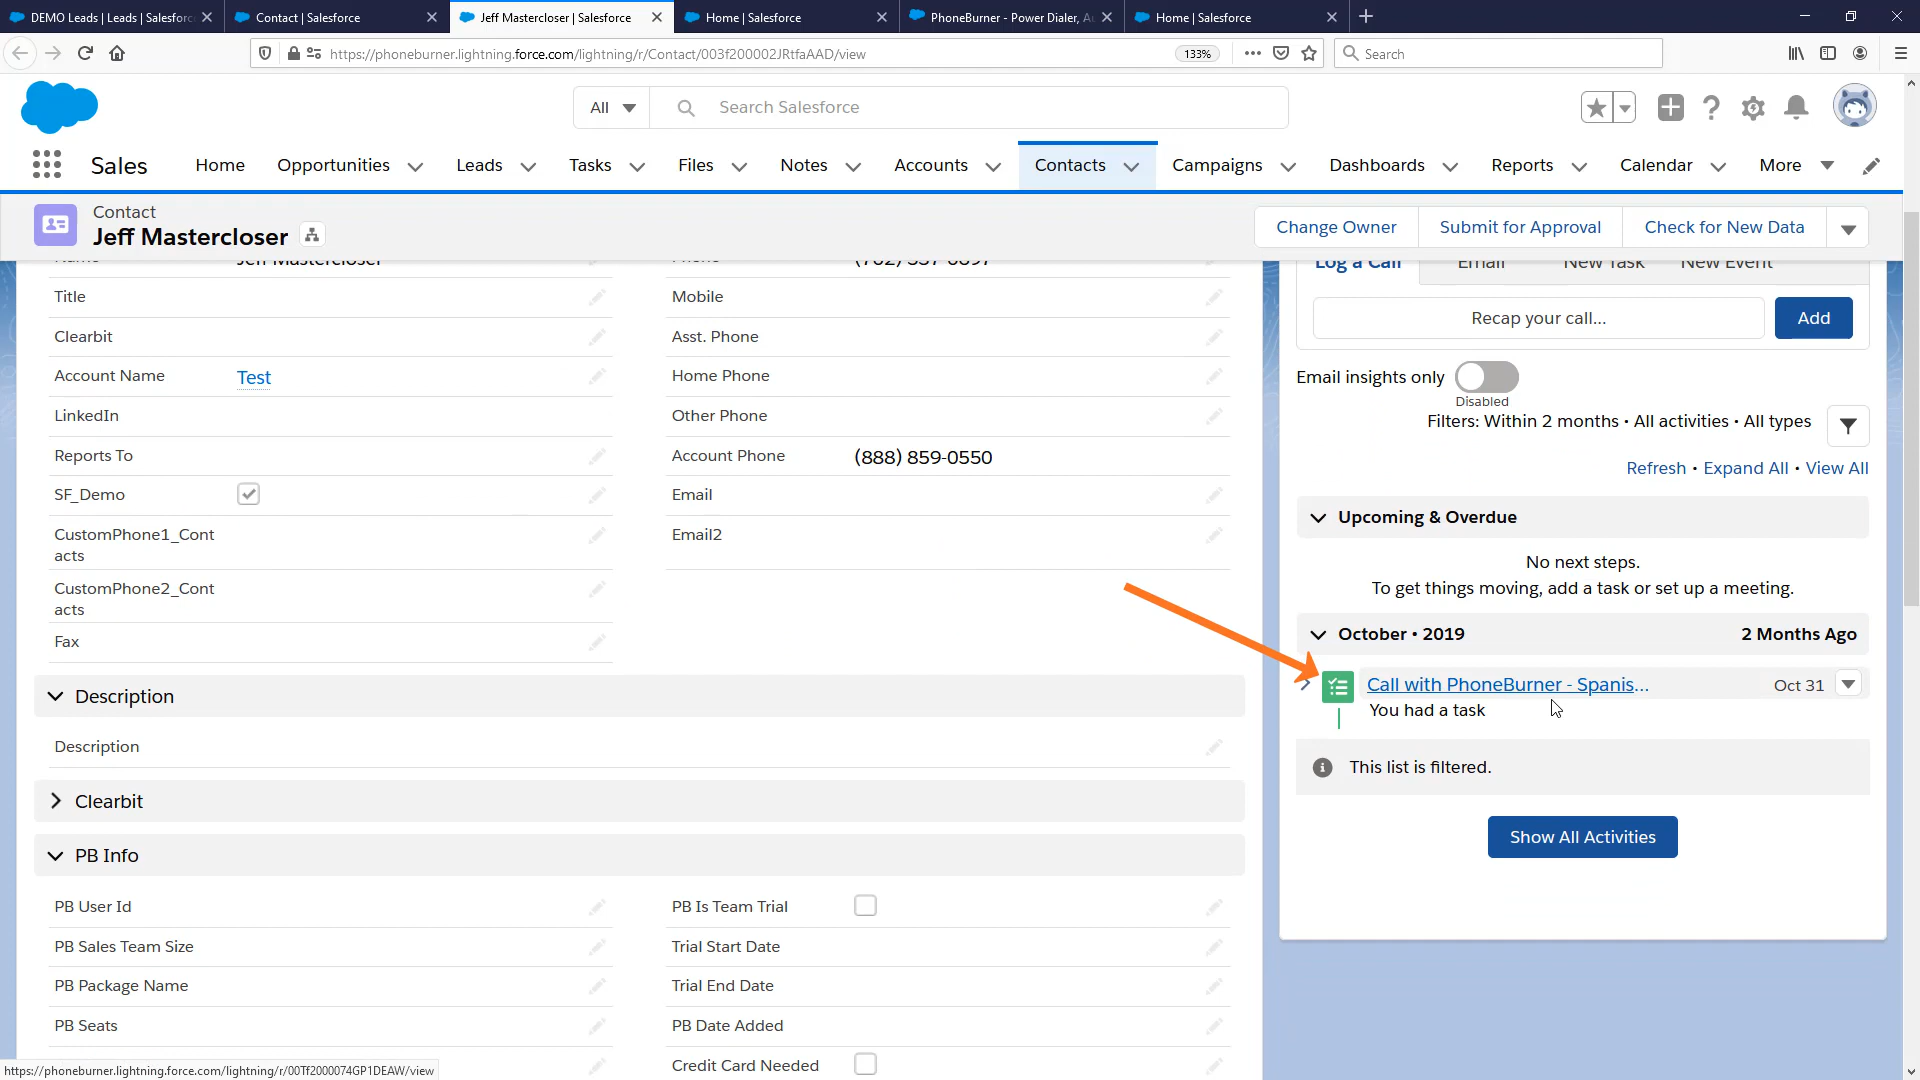 DEMO Leads | Leads | Salesforc
Contact | Salesforce
Jeff Mastercloser | Salesforce
Home | Salesforce
PhoneBurner - Power Dialer, A
Home | Salesforce
https://phoneburner.lightning.force.com/lightning/r/Contact/003f200002JRtfaAAD/view
133%
Search
All
Search Salesforce
Sales
Home
Opportunities
Leads
Tasks
Files
Notes
Accounts
Contacts
Campaigns
Dashboards
Reports
Calendar
More
Contact
Jeff Mastercloser
Change Owner
Submit for Approval
Check for New Data
Name
Jeff Mastercloser
Phone
Title
Mobile
Clearbit
Asst. Phone
Account Name
Test
Home Phone
LinkedIn
Other Phone
Reports To
Account Phone
(888) 859-0550
SF_Demo
Email
CustomPhone1_Cont
acts
Email2
CustomPhone2_Cont
acts
Fax
Description
Description
Clearbit
PB Info
PB User Id
PB Is Team Trial
PB Sales Team Size
Trial Start Date
PB Package Name
Trial End Date
PB Seats
PB Date Added
Credit Card Needed
Log a Call
Email
New Task
New Event
Recap your call...
Add
Email insights only
Disabled
Filters: Within 2 months • All activities • All types
Refresh • Expand All • View All
Upcoming & Overdue
No next steps.
To get things moving, add a task or set up a meeting.
October • 2019
2 Months Ago
Call with PhoneBurner - Spanis...
Oct 31
You had a task
This list is filtered.
Show All Activities
https://phoneburner.lightning.force.com/lightning/r/00Tf2000074GP1DEAW/view